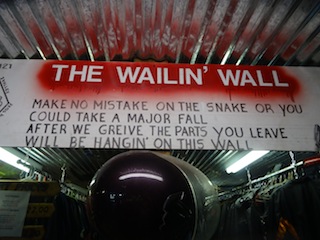 THE WAILIN' WALL
MAKE NO MISTAKE ON THE SNAKE OR YOU
COULD TAKE A MAJOR FALL
AFTER WE GREIVE THE PARTS YOU LEAVE
WILL BE HANGIN' ON THIS WALL